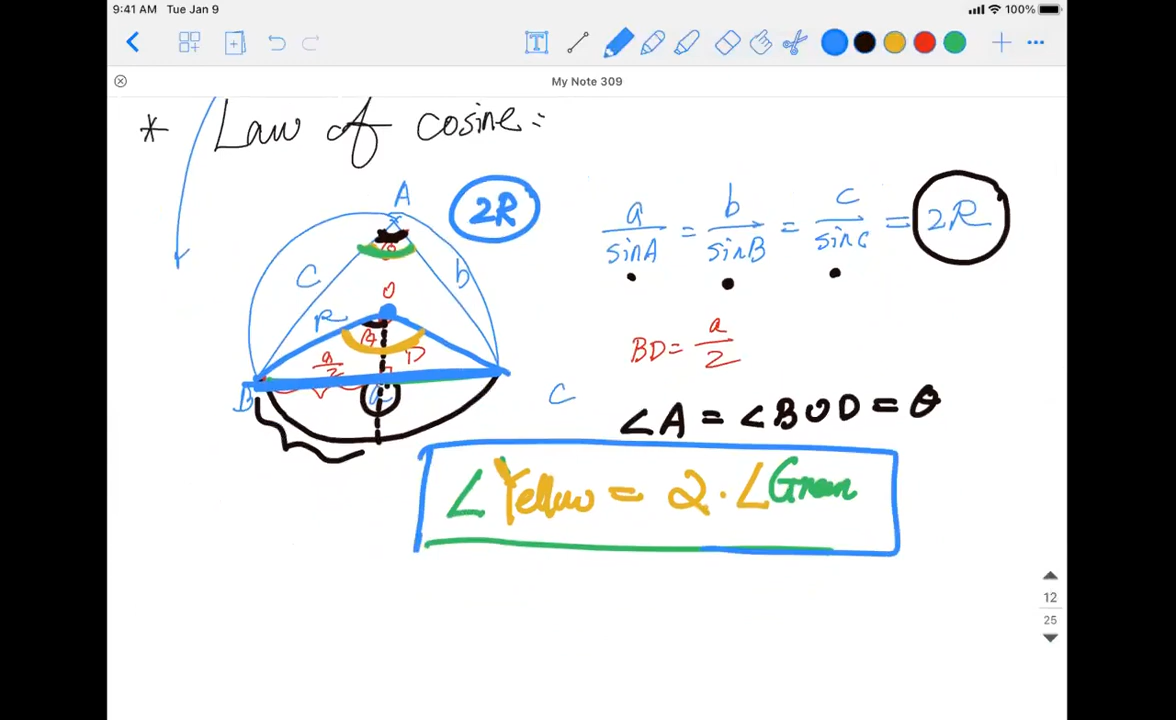 9:41 AM Tue Jan 9
100%
My Note 309
* Law of cosine:
A
2R
a/sinA = b/sinB = c/sinC = 2R
C
b
O
R
A
D
a/2
BD = a/2
B
a
C
∠A = ∠BOD = θ
∠Yellow = 2·∠Green
12
25